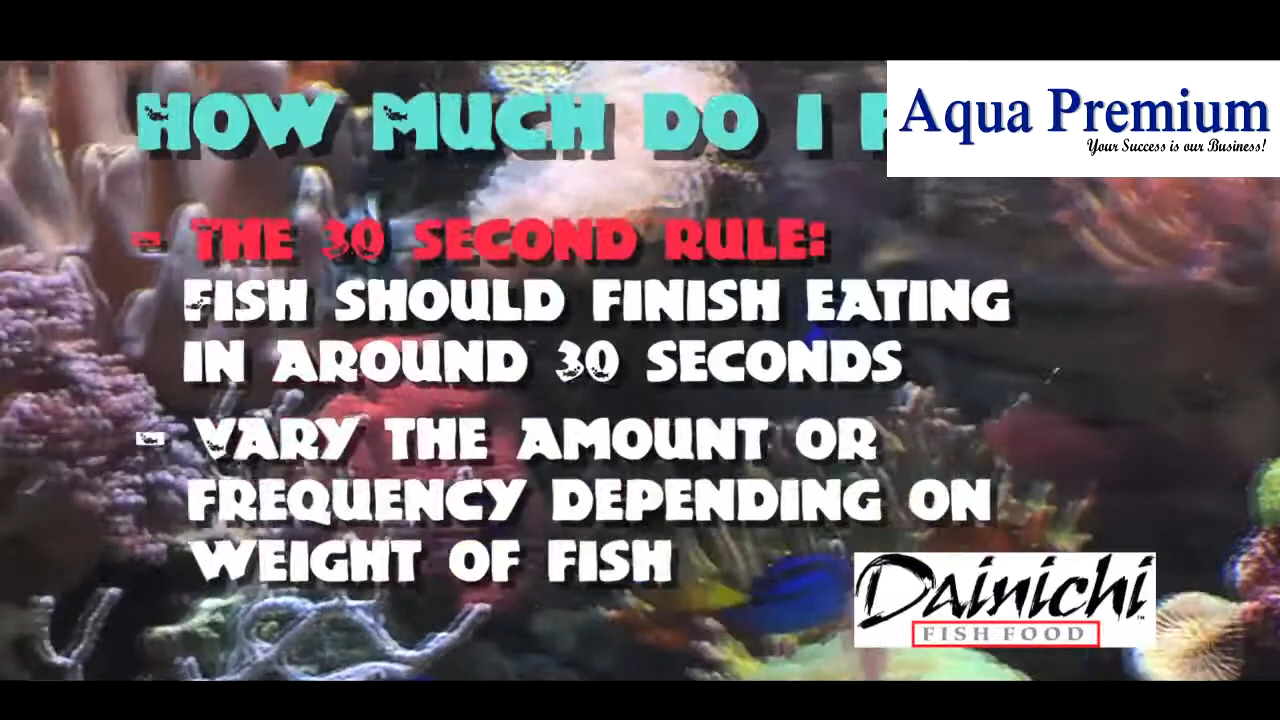 HOW MUCH DO I
Aqua Premium
Your Success is our Business!
- THE 30 SECOND RULE:
FISH SHOULD FINISH EATING
IN AROUND 30 SECONDS
- VARY THE AMOUNT OR
FREQUENCY DEPENDING ON
WEIGHT OF FISH
Dainichi™
FISH FOOD